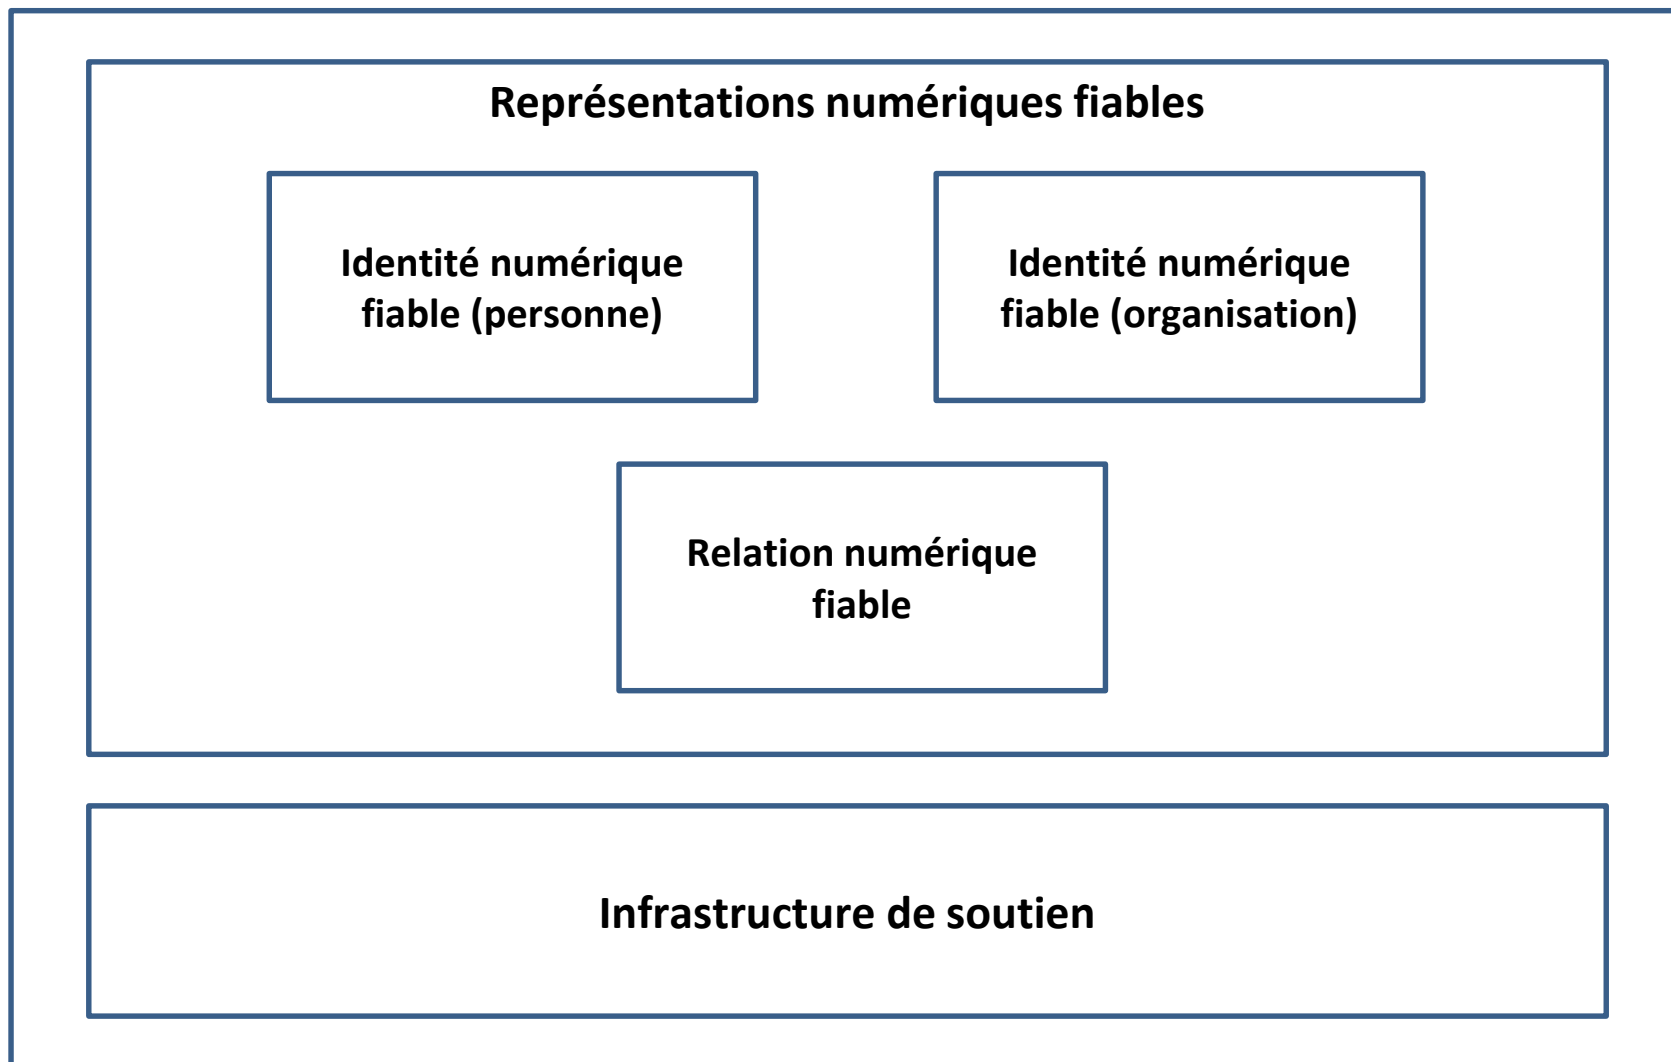 Représentations numériques fiables
Identité numérique
fiable (personne)
Identité numérique
fiable (organisation)
Relation numérique
fiable
Infrastructure de soutien